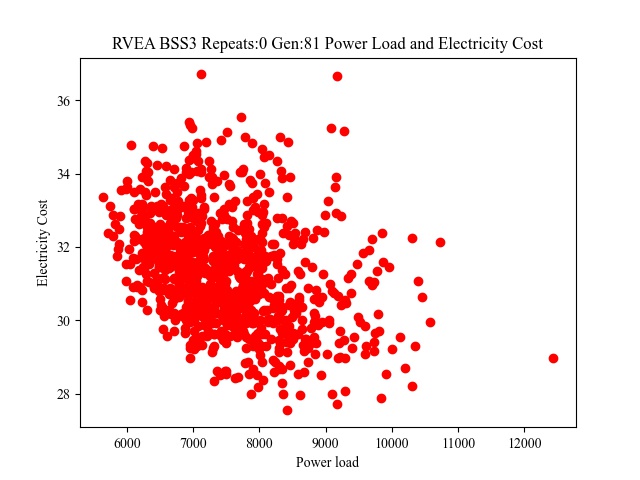 RVEA BSS3 Repeats:0 Gen:81 Power Load and Electricity Cost
36
34
32
30
28
Electricity Cost
6000 7000 8000 9000 10000 11000 12000
Power load